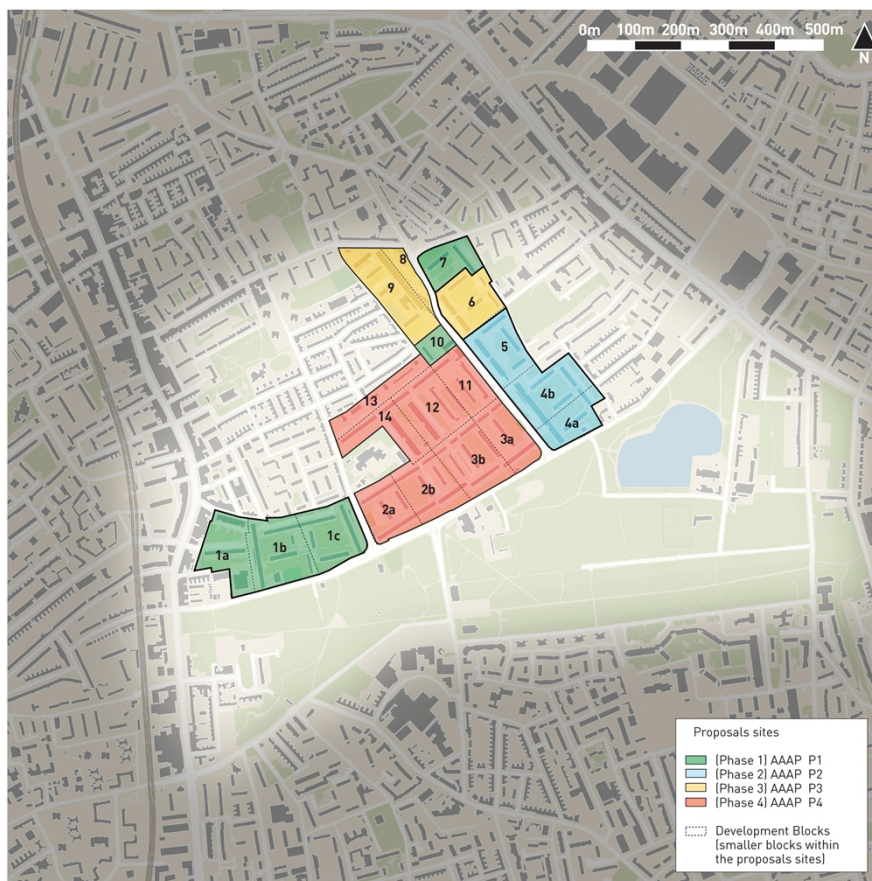 0m 100m 200m 300m 400m 500m
N
8
7
9
6
10
5
11
4b
13
12
14
4a
3a
3b
2b
2a
1c
1b
1a
Proposals sites
(Phase 1) AAAP P1
(Phase 2) AAAP P2
(Phase 3) AAAP P3
(Phase 4) AAAP P4
Development Blocks
(smaller blocks within
the proposals sites)